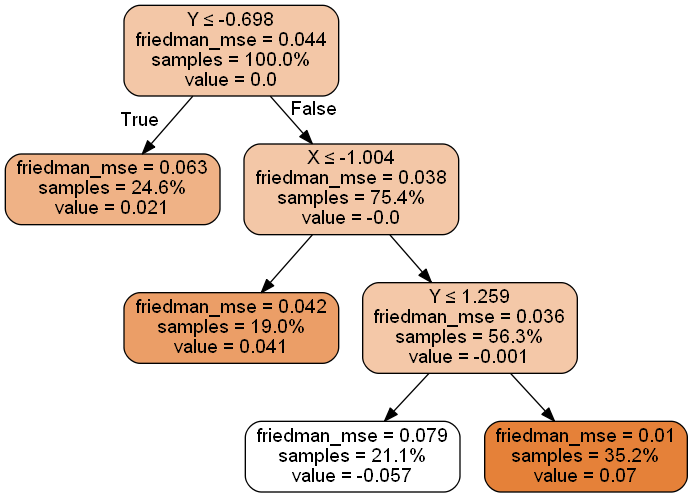 Y ≤ -0.698
friedman_mse = 0.044
samples = 100.0%
value = 0.0
True
False
friedman_mse = 0.063
samples = 24.6%
value = 0.021
X ≤ -1.004
friedman_mse = 0.038
samples = 75.4%
value = -0.0
friedman_mse = 0.042
samples = 19.0%
value = 0.041
Y ≤ 1.259
friedman_mse = 0.036
samples = 56.3%
value = -0.001
friedman_mse = 0.079
samples = 21.1%
value = -0.057
friedman_mse = 0.01
samples = 35.2%
value = 0.07